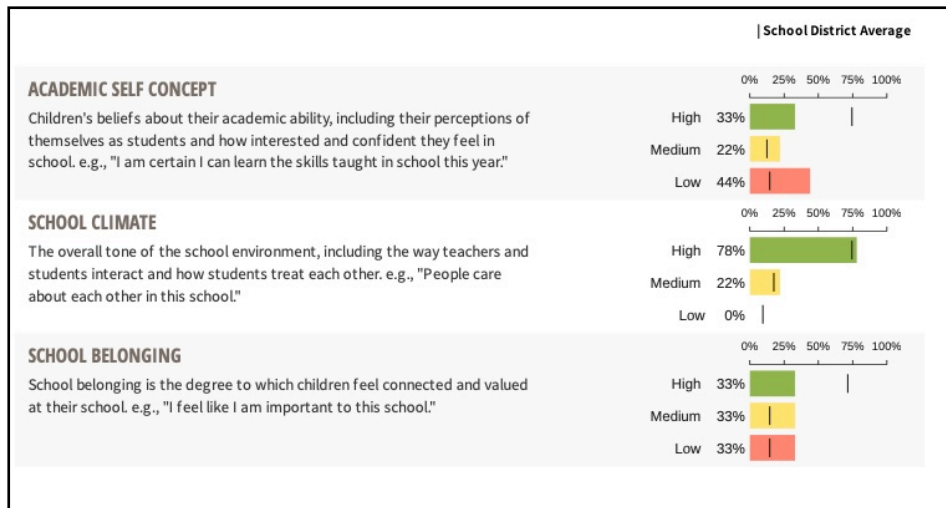 | School District Average
ACADEMIC SELF CONCEPT
Children's beliefs about their academic ability, including their perceptions of
themselves as students and how interested and confident they feel in
school. e.g., "I am certain I can learn the skills taught in school this year."
0% 25% 50% 75% 100%
High 33%
Medium 22%
Low 44%
SCHOOL CLIMATE
The overall tone of the school environment, including the way teachers and
students interact and how students treat each other. e.g., "People care
about each other in this school."
0% 25% 50% 75% 100%
High 78%
Medium 22%
Low 0%
SCHOOL BELONGING
School belonging is the degree to which children feel connected and valued
at their school. e.g., "I feel like I am important to this school."
0% 25% 50% 75% 100%
High 33%
Medium 33%
Low 33%